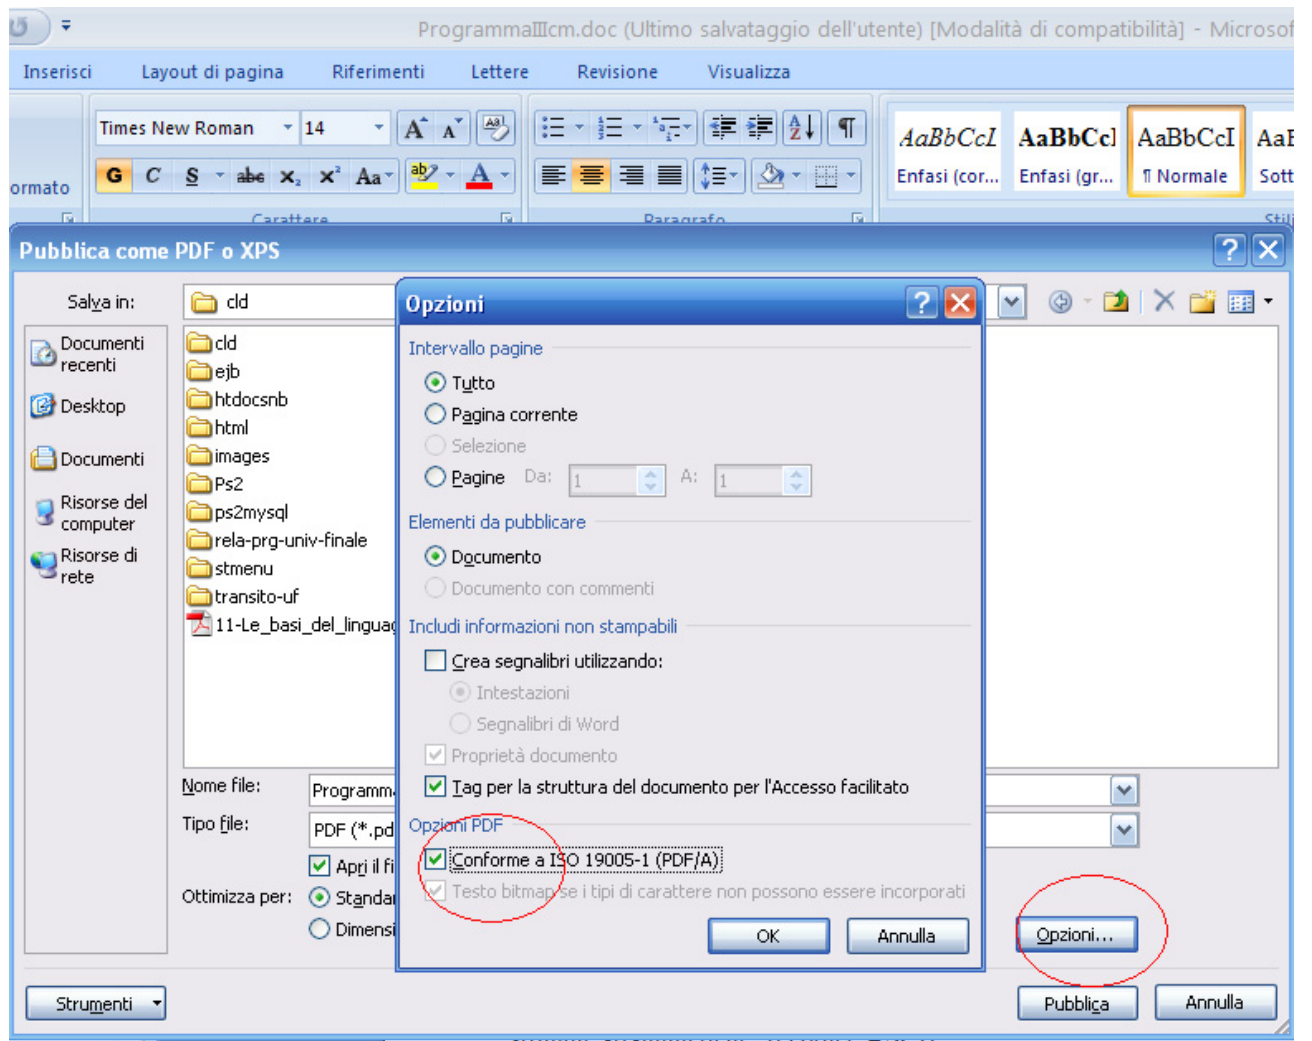 ProgrammaIIIcm.doc (Ultimo salvataggio dell'utente) [Modalità di compatibilità] - Microsof
Inserisci Layout di pagina Riferimenti Lettere Revisione Visualizza
Times New Roman 14
AaBbCcI AaBbCcl AaBbCcI AaB
G C S abe x₂ x² Aa ab A
ormato Enfasi (cor... Enfasi (gr... ¶ Normale Sott
Carattere Paragrafo Stili
Pubblica come PDF o XPS
Salva in: cld
Opzioni
Documenti recenti
Desktop
Documenti
Risorse del computer
Risorse di rete
cld
ejb
htdocsnb
html
images
Ps2
ps2mysql
rela-prg-univ-finale
stmenu
transito-uf
11-Le_basi_del_linguag
Intervallo pagine
Tutto
Pagina corrente
Selezione
Pagine Da: 1 A: 1
Elementi da pubblicare
Documento
Documento con commenti
Includi informazioni non stampabili
Crea segnalibri utilizzando:
Intestazioni
Segnalibri di Word
Proprietà documento
Tag per la struttura del documento per l'Accesso facilitato
Opzioni PDF
Conforme a ISO 19005-1 (PDF/A)
Testo bitmap se i tipi di carattere non possono essere incorporati
OK Annulla
Nome file: Programm
Tipo file: PDF (*.pd
Apri il fi
Ottimizza per: Standa
Dimensi
Opzioni...
Strumenti Pubblica Annulla